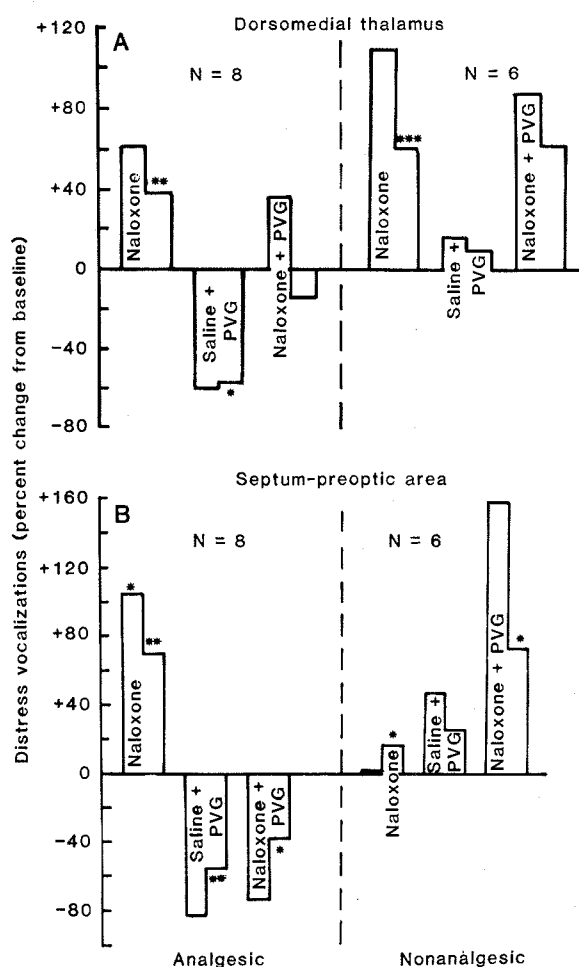 Dorsomedial thalamus
A
N = 8
N = 6
+120
+80
+40
0
-40
-80
Naloxone
**
Saline +
PVG
*
Naloxone + PVG
Naloxone
***
Saline +
PVG
Naloxone + PVG
Distress vocalizations (percent change from baseline)
Septum-preoptic area
B
N = 8
N = 6
+160
+120
+80
+40
0
-40
-80
*
**
Naloxone
Saline +
PVG
**
Naloxone + PVG
*
*
Naloxone
Saline +
PVG
Naloxone + PVG
*
Analgesic
Nonanalgesic